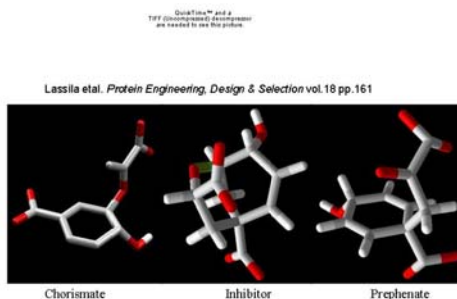 QuickTime™ and a
TIFF (Uncompressed) decompressor
are needed to see this picture.
Lassila etal. Protein Engineering, Design & Selection vol.18 pp.161
Chorismate Inhibitor Prephenate